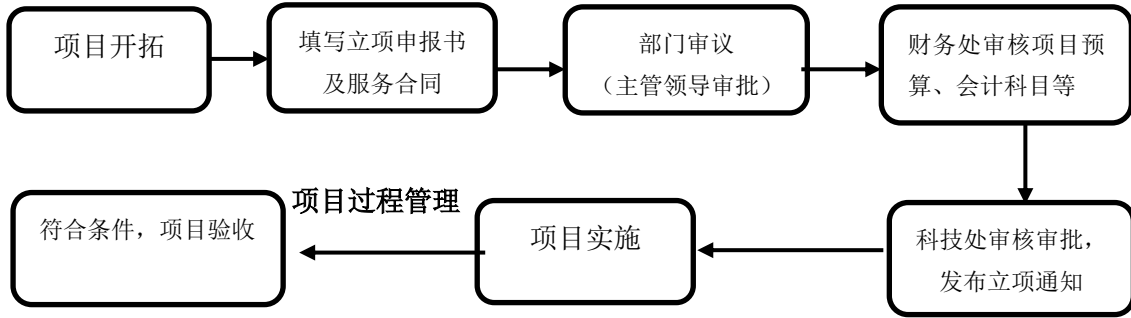 项目开拓
填写立项申报书
及服务合同
部门审议
（主管领导审批）
财务处审核项目预
算、会计科目等
科技处审核审批，
发布立项通知
项目实施
项目过程管理
符合条件，项目验收